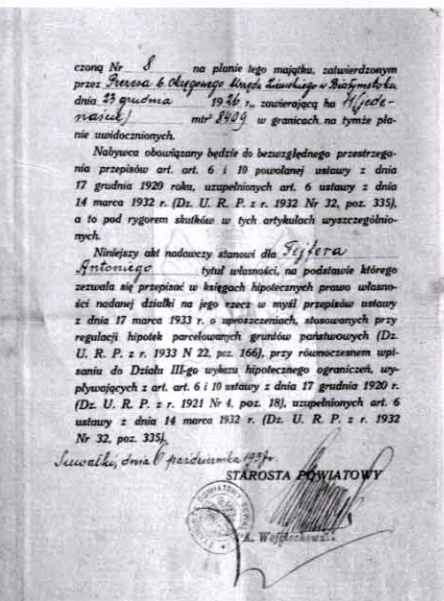 czoną Nr 8 na planie tego majątku, zatwierdzonym
przez Prezesa b. Okręgowego Urzędu Ziemskiego w Białymstoku
dnia 23 grudnia 1926 r., zawierającą ha 11 (jede-
naście) mtr² 8409 w granicach na tymże pla-
nie uwidocznionych.
Nabywca obowiązany będzie do bezwzględnego przestrzega-
nia przepisów art. art. 6 i 10 powołanej ustawy z dnia
17 grudnia 1920 roku, uzupełnionych art. 6 ustawy z dnia
14 marca 1932 r. (Dz. U. R. P. z r. 1932 Nr 32, poz. 335),
a to pod rygorem skutków w tych artykułach wyszczególnio-
nych.
Niniejszy akt nadawczy stanowi dla Fejfera
Antoniego tytuł własności, na podstawie którego
zezwala się przepisać w księgach hipotecznych prawo własno-
ści nadanej działki na jego rzecz w myśl przepisów ustawy
z dnia 17 marca 1933 r. o uproszczeniach, stosowanych przy
regulacji hipotek parcelowanych gruntów państwowych (Dz.
U. R. P. z r. 1933 N 22, poz. 166), przy równoczesnem wpi-
saniu do Działu III-go wykazu hipotecznego ograniczeń, wy-
pływających z art. art. 6 i 10 ustawy z dnia 17 grudnia 1920 r.
(Dz. U. R. P. z r. 1921 Nr 4, poz. 18), uzupełnionych art. 6
ustawy z dnia 14 marca 1932 r. (Dz. U. R. P. z r. 1932
Nr 32, poz. 335).
Suwałki, dnia 6 października 1937 r.
STAROSTA POWIATOWY
A. Wojciechowski